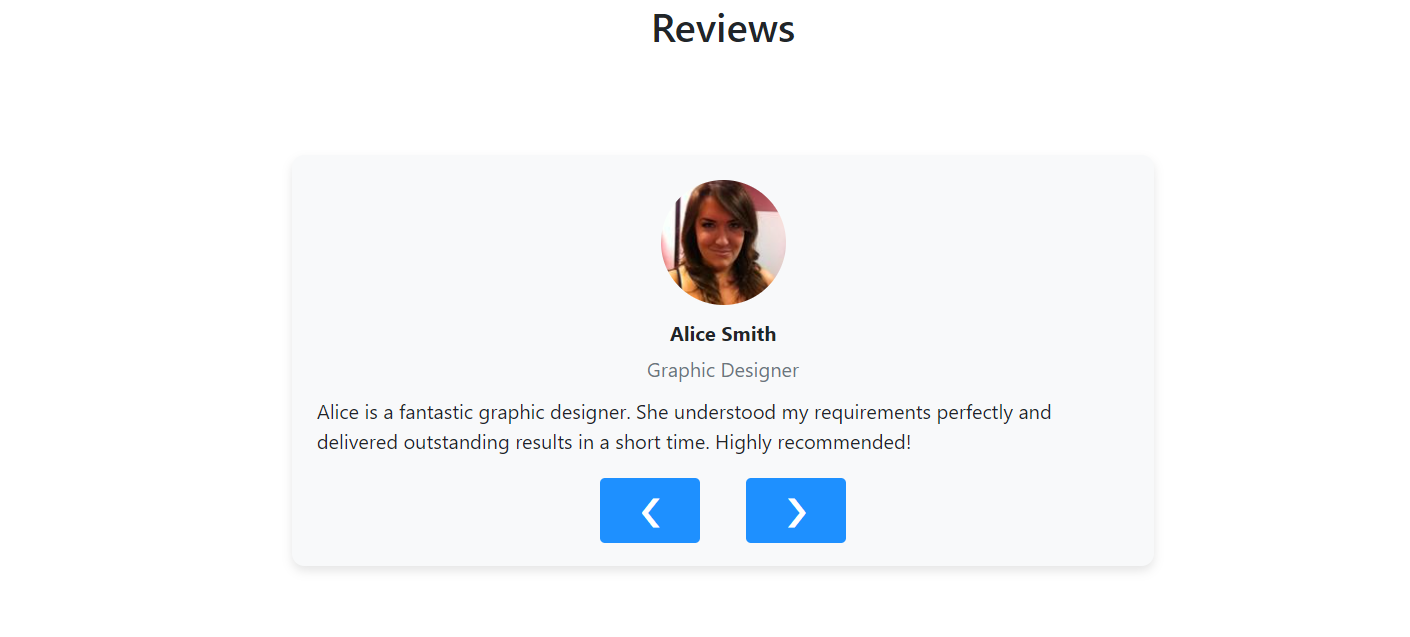 Reviews
Alice Smith
Graphic Designer
Alice is a fantastic graphic designer. She understood my requirements perfectly and
delivered outstanding results in a short time. Highly recommended!
❮ ❯